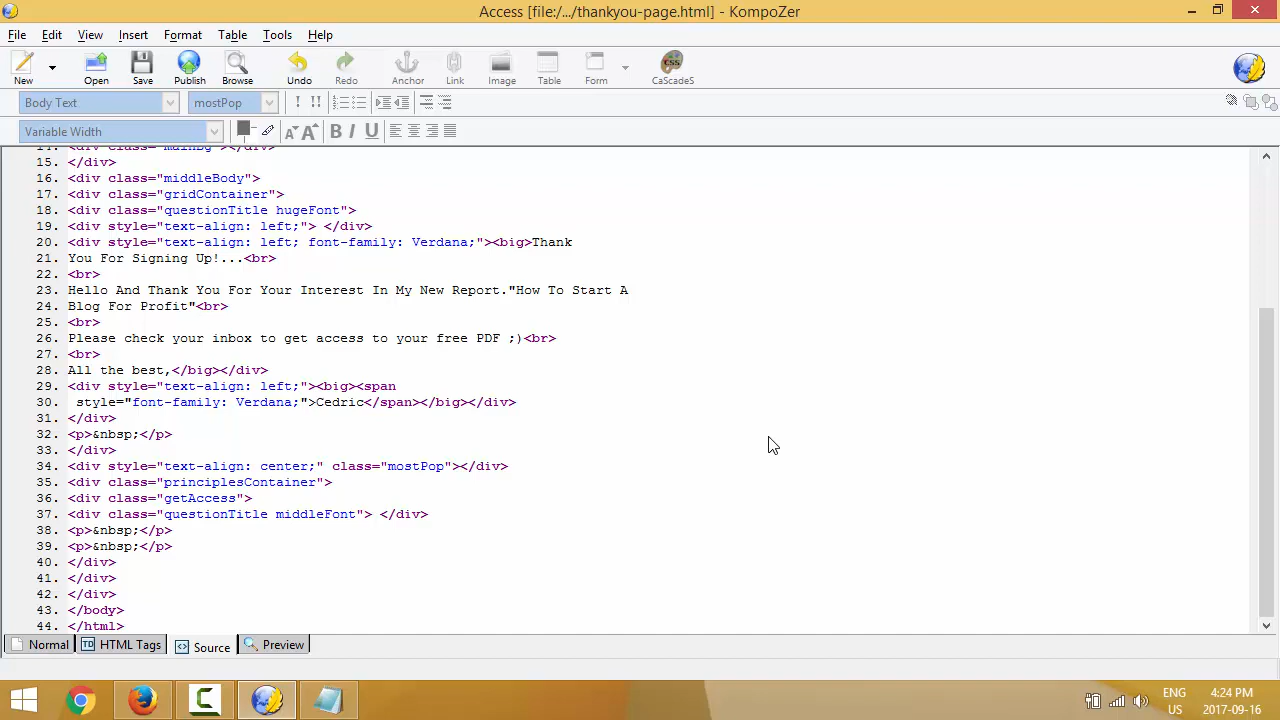 Access [file:/.../thankyou-page.html] - KompoZer
File Edit View Insert Format Table Tools Help
New Open Save Publish Browse Undo Redo Anchor Link Image Table Form CaScadeS
Body Text mostPop ! !!
Variable Width A A B I U
14. <div class="mainBg"></div>
15. </div>
16. <div class="middleBody">
17. <div class="gridContainer">
18. <div class="questionTitle hugeFont">
19. <div style="text-align: left;"> </div>
20. <div style="text-align: left; font-family: Verdana;"><big>Thank
21. You For Signing Up!...<br>
22. <br>
23. Hello And Thank You For Your Interest In My New Report."How To Start A
24. Blog For Profit"<br>
25. <br>
26. Please check your inbox to get access to your free PDF ;)<br>
27. <br>
28. All the best,</big></div>
29. <div style="text-align: left;"><big><span
30. style="font-family: Verdana;">Cedric</span></big></div>
31. </div>
32. <p>&nbsp;</p>
33. </div>
34. <div style="text-align: center;" class="mostPop"></div>
35. <div class="principlesContainer">
36. <div class="getAccess">
37. <div class="questionTitle middleFont"> </div>
38. <p>&nbsp;</p>
39. <p>&nbsp;</p>
40. </div>
41. </div>
42. </div>
43. </body>
44. </html>
Normal TD HTML Tags <> Source Preview
ENG 4:24 PM
US 2017-09-16